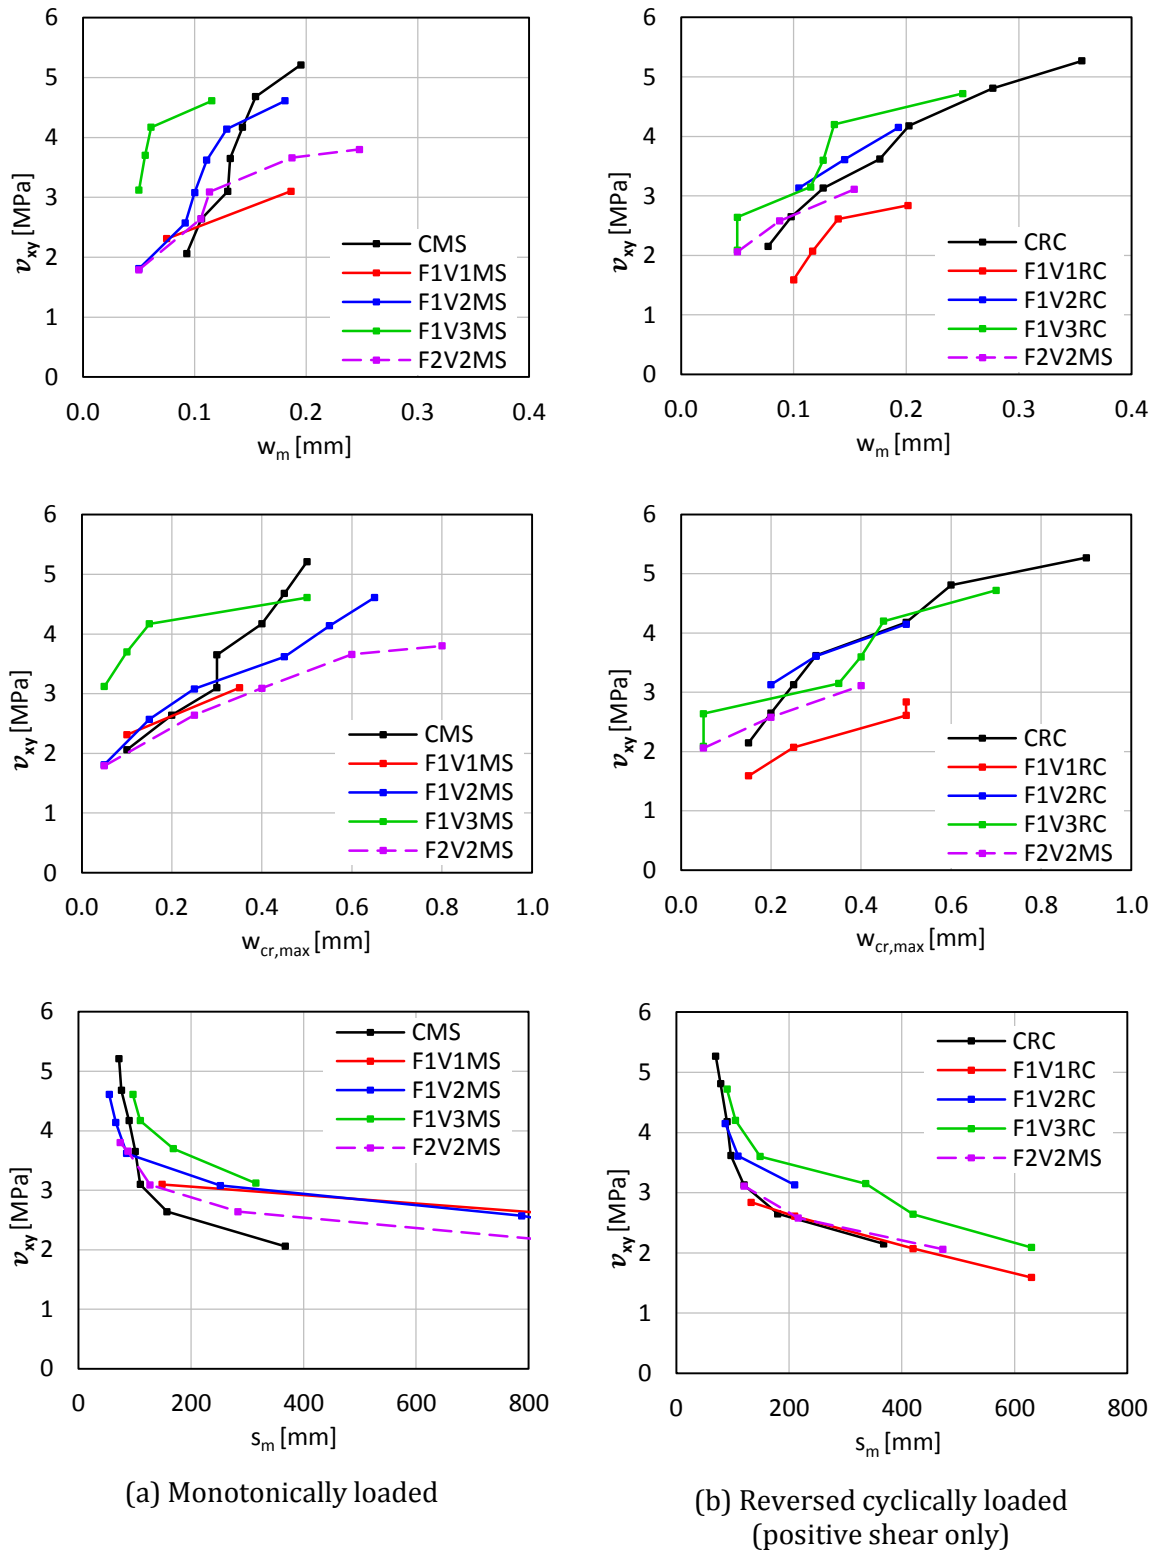 6
5
4
3
2
1
0
v_xy [MPa]
0.0 0.1 0.2 0.3 0.4
w_m [mm]
CMS
F1V1MS
F1V2MS
F1V3MS
F2V2MS
6
5
4
3
2
1
0
v_xy [MPa]
0.0 0.1 0.2 0.3 0.4
w_m [mm]
CRC
F1V1RC
F1V2RC
F1V3RC
F2V2MS
6
5
4
3
2
1
0
v_xy [MPa]
0.0 0.2 0.4 0.6 0.8 1.0
w_cr,max [mm]
CMS
F1V1MS
F1V2MS
F1V3MS
F2V2MS
6
5
4
3
2
1
0
v_xy [MPa]
0.0 0.2 0.4 0.6 0.8 1.0
w_cr,max [mm]
CRC
F1V1RC
F1V2RC
F1V3RC
F2V2MS
6
5
4
3
2
1
0
v_xy [MPa]
0 200 400 600 800
s_m [mm]
CMS
F1V1MS
F1V2MS
F1V3MS
F2V2MS
6
5
4
3
2
1
0
v_xy [MPa]
0 200 400 600 800
s_m [mm]
CRC
F1V1RC
F1V2RC
F1V3RC
F2V2MS
(a) Monotonically loaded
(b) Reversed cyclically loaded
(positive shear only)